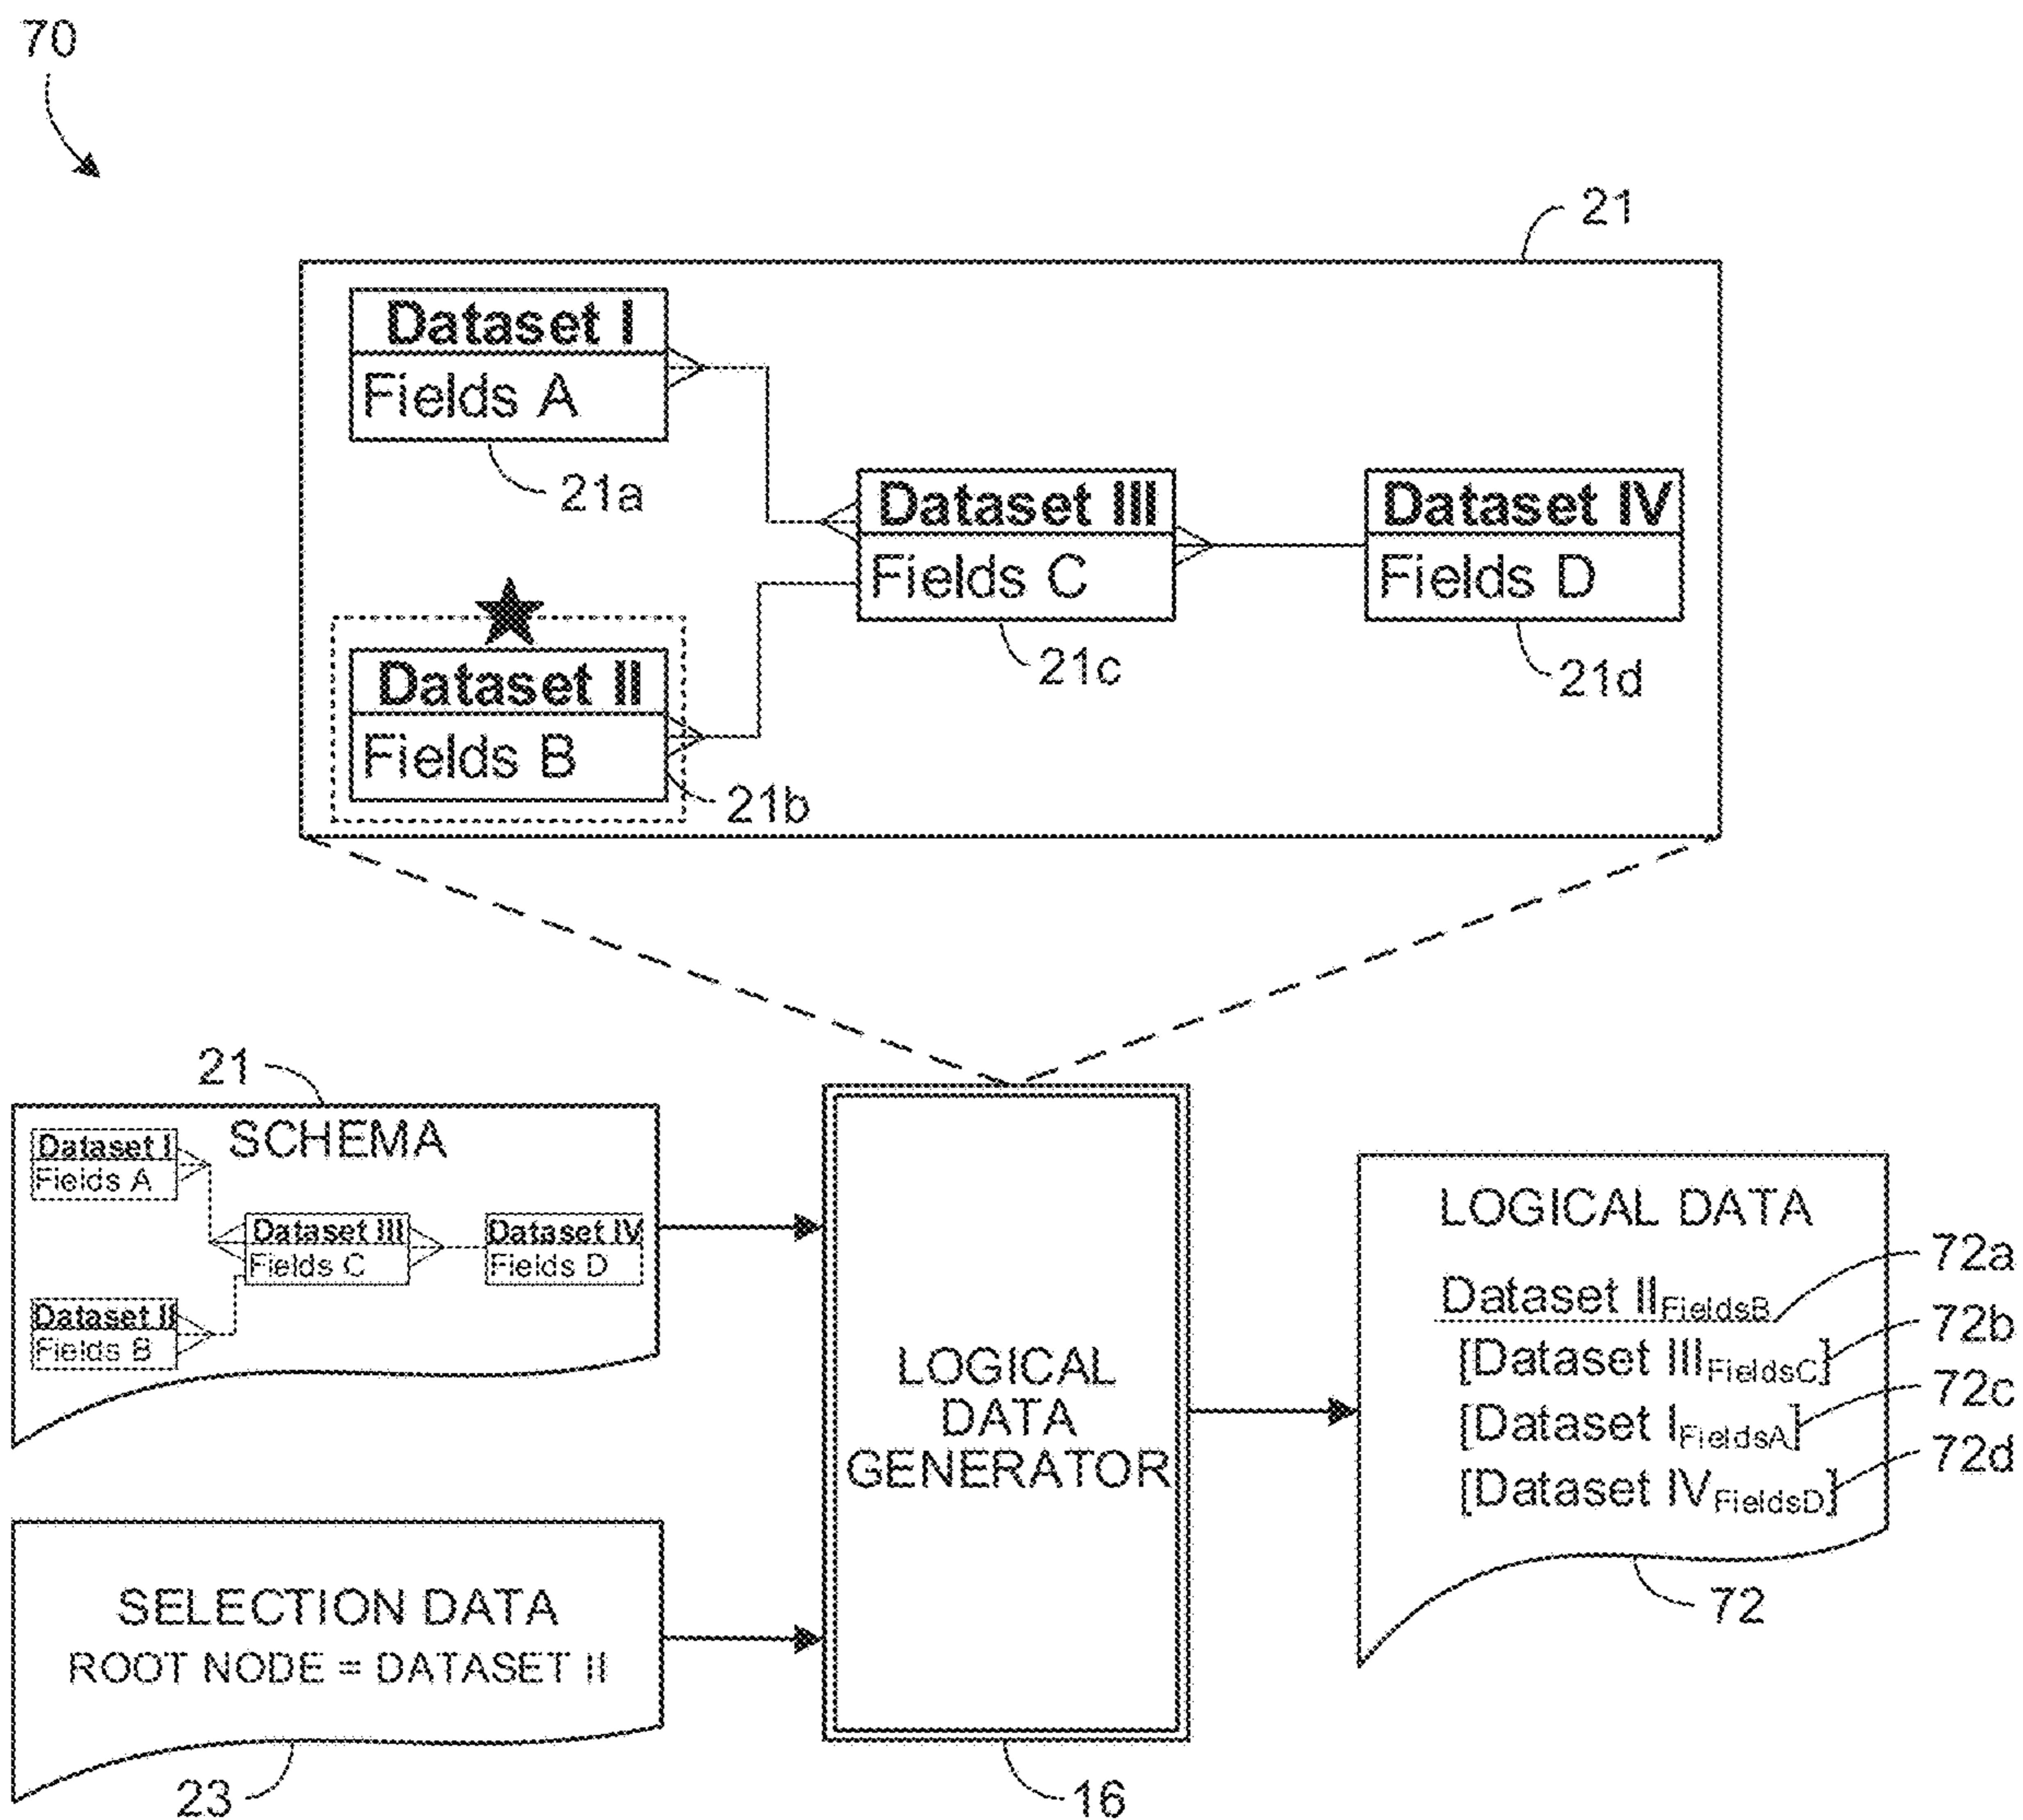 70
21
Dataset I
Fields A
21a
Dataset III
Fields C
21c
Dataset IV
Fields D
21d
Dataset II
Fields B
21b
21
SCHEMA
Dataset I
Fields A
Dataset III
Fields C
Dataset IV
Fields D
Dataset II
Fields B
SELECTION DATA
ROOT NODE = DATASET II
23
LOGICAL
DATA
GENERATOR
16
LOGICAL DATA
Dataset IIFieldsB
72a
[Dataset IIIFieldsC]
72b
[Dataset IFieldsA]
72c
[Dataset IVFieldsD]
72d
72